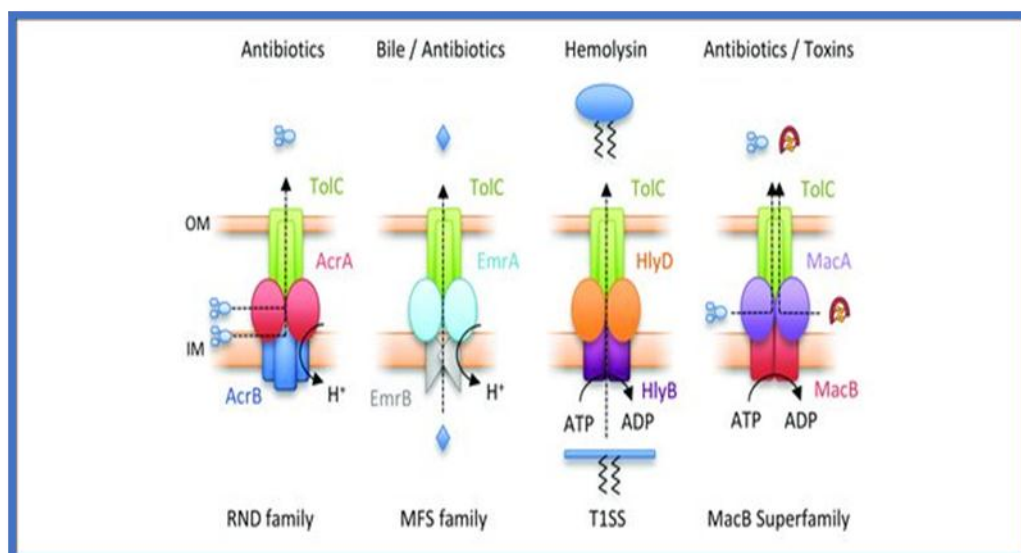 Antibiotics
Bile / Antibiotics
Hemolysin
Antibiotics / Toxins
TolC
TolC
TolC
TolC
OM
AcrA
EmrA
HlyD
MacA
IM
AcrB
H⁺
EmrB
H⁺
HlyB
MacB
ATP
ADP
ATP
ADP
RND family
MFS family
T1SS
MacB Superfamily